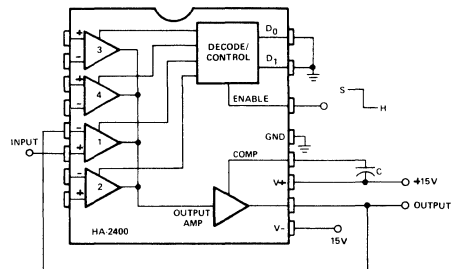 +
3
−
+
4
−
−
INPUT
1
+
−
2
+
DECODE/
CONTROL
D0
D1
S
H
ENABLE
GND
COMP
C
V+
+15V
OUTPUT
AMP
OUTPUT
V-
15V
HA-2400